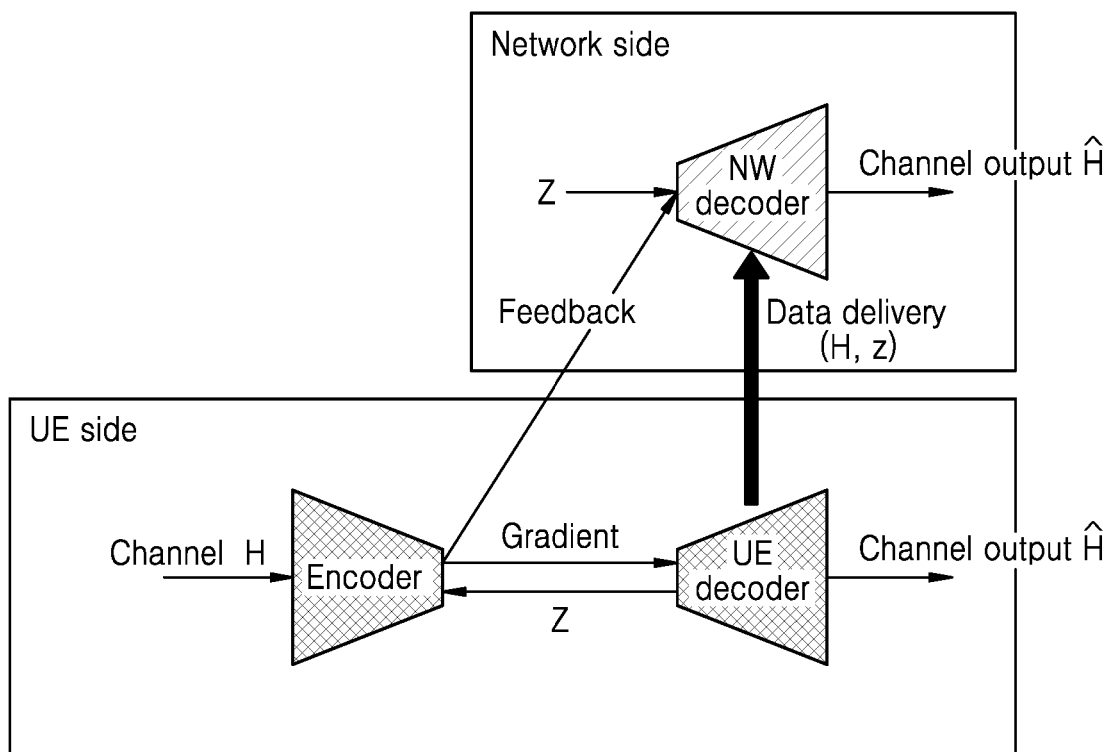 Network side
NW
decoder
Z
Channel output Ĥ
Feedback
Data delivery
(H, z)
UE side
Channel H
Encoder
Gradient
Z
UE
decoder
Channel output Ĥ